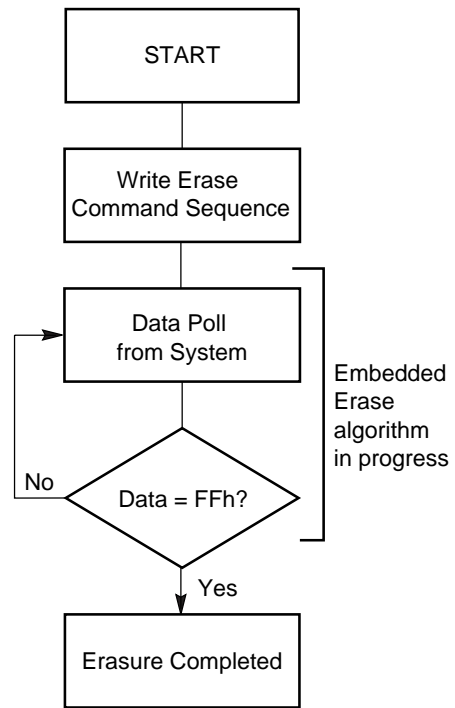 START
Write Erase
Command Sequence
Data Poll
from System
Embedded
Erase
algorithm
in progress
No
Data = FFh?
Yes
Erasure Completed